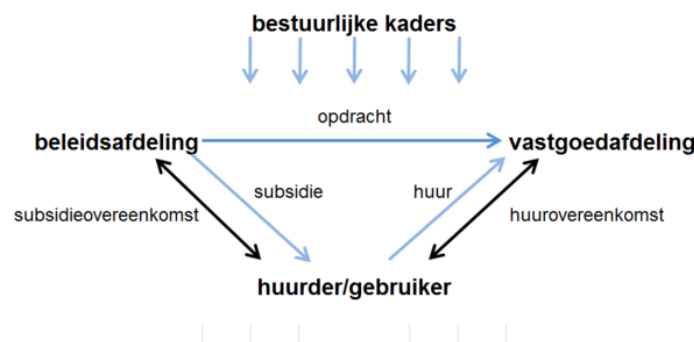 bestuurlijke kaders
opdracht
beleidsafdeling
vastgoedafdeling
subsidie
huur
subsidieovereenkomst
huurovereenkomst
huurder/gebruiker